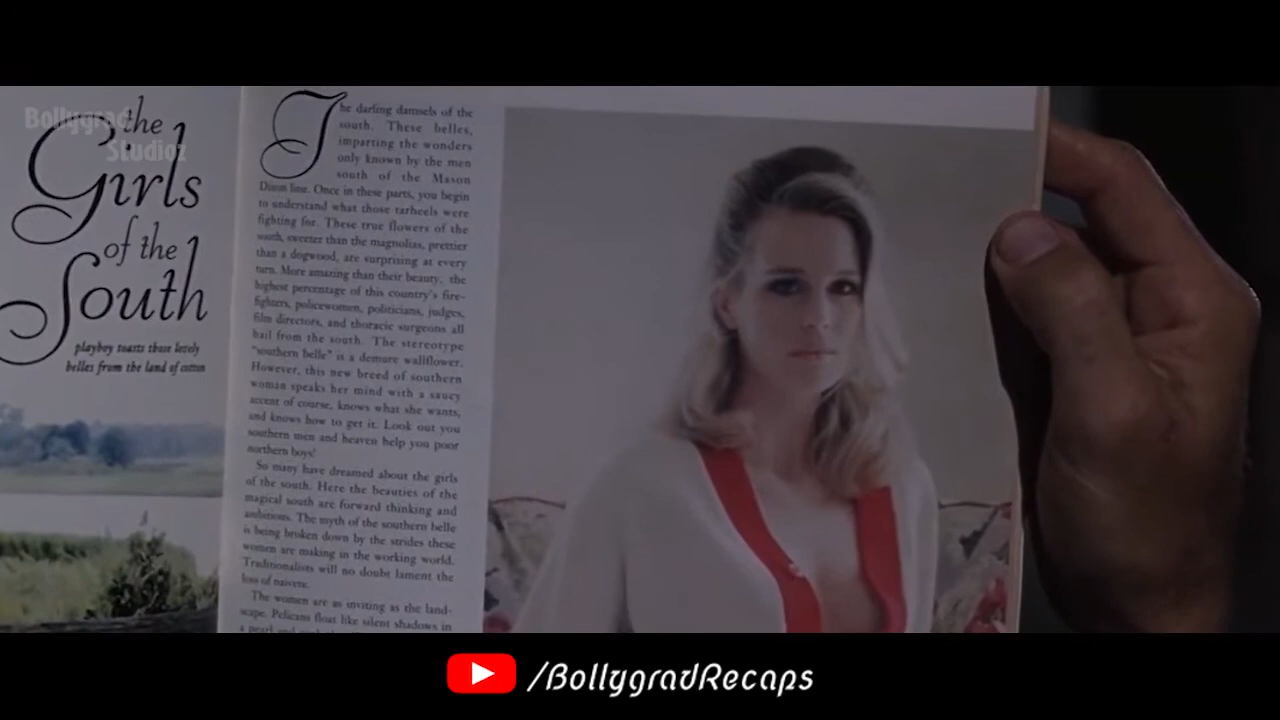 Bollygrad
Studioz
the
Girls
of the
South
playboy toasts those lovely
belles from the land of cotton
The darling damsels of the
south. These belles,
imparting the wonders
only known by the men
south of the Mason
Dixon line. Once in these parts, you begin
to understand what those tarheels were
fighting for. These true flowers of the
south, sweeter than the magnolias, prettier
than a dogwood, are surprising at every
turn. More amazing than their beauty, the
highest percentage of this country's fire-
fighters, policewomen, politicians, judges,
film directors, and thoracic surgeons all
hail from the south. The stereotype
"southern belle" is a demure wallflower.
However, this new breed of southern
woman speaks her mind with a saucy
accent of course, knows what she wants,
and knows how to get it. Look out you
southern men and heaven help you poor
northern boys!
So many have dreamed about the girls
of the south. Here the beauties of the
magical south are forward thinking and
ambitious. The myth of the southern belle
is being broken down by the strides these
women are making in the working world.
Traditionalists will no doubt lament the
loss of naivete.
The women are as inviting as the land-
scape. Pelicans float like silent shadows in
a pearl and
/BollygradRecaps